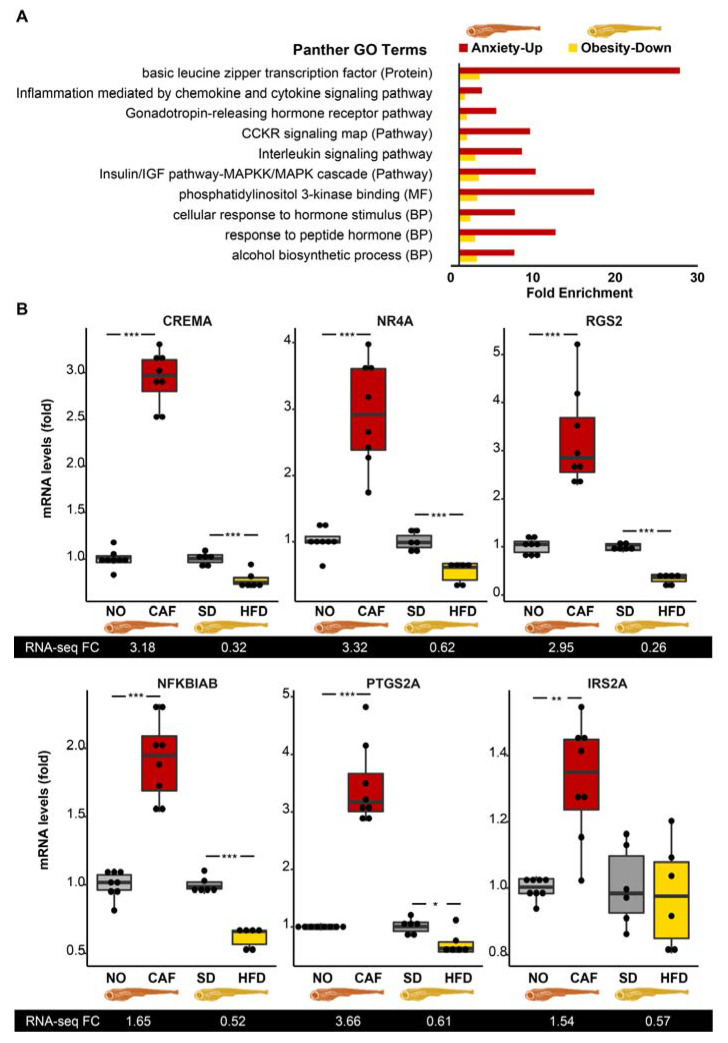 A
Panther GO Terms
Anxiety-Up
Obesity-Down
basic leucine zipper transcription factor (Protein)
Inflammation mediated by chemokine and cytokine signaling pathway
Gonadotropin-releasing hormone receptor pathway
CCKR signaling map (Pathway)
Interleukin signaling pathway
Insulin/IGF pathway-MAPKK/MAPK cascade (Pathway)
phosphatidylinositol 3-kinase binding (MF)
cellular response to hormone stimulus (BP)
response to peptide hormone (BP)
alcohol biosynthetic process (BP)
0 10 20 30
Fold Enrichment
B
CREMA NR4A RGS2
mRNA levels (fold)
3.0
2.5
2.0
1.5
1.0
***
***
4
3
2
1
***
***
5
4
3
2
1
0
***
***
NO CAF SD HFD NO CAF SD HFD NO CAF SD HFD
RNA-seq FC 3.18 0.32 3.32 0.62 2.95 0.26
NFKBIAB PTGS2A IRS2A
mRNA levels (fold)
2.0
1.5
1.0
0.5
***
***
5
4
3
2
1
***
*
1.4
1.2
1.0
0.8
**
NO CAF SD HFD NO CAF SD HFD NO CAF SD HFD
RNA-seq FC 1.65 0.52 3.66 0.61 1.54 0.57